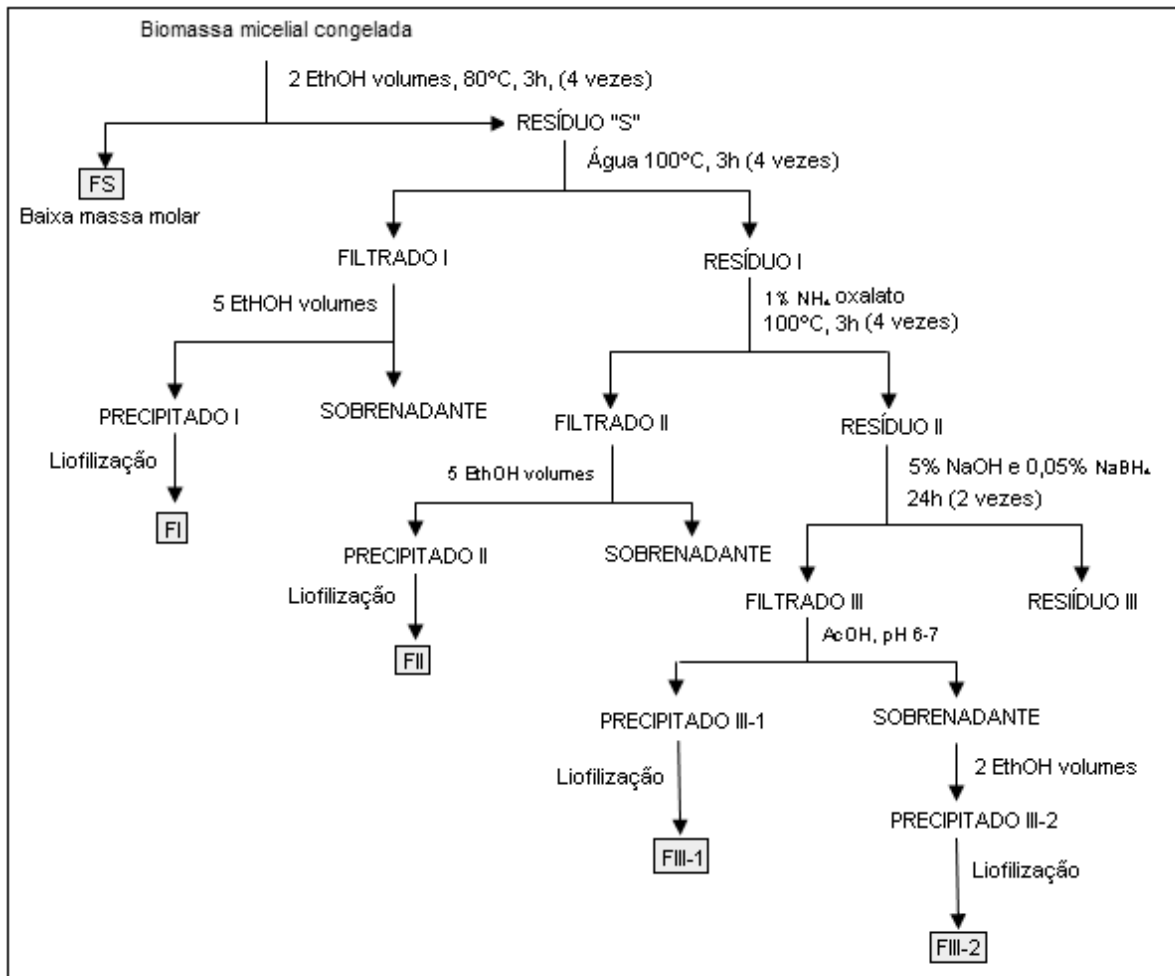 Biomassa micelial congelada
2 EthOH volumes, 80ºC, 3h, (4 vezes)
RESÍDUO "S"
Água 100ºC, 3h (4 vezes)
FS
Baixa massa molar
FILTRADO I
RESÍDUO I
5 EtHOH volumes
1% NH₄ oxalato
100ºC, 3h (4 vezes)
PRECIPITADO I
SOBRENADANTE
FILTRADO II
RESÍDUO II
Liofilização
5 EthOH volumes
5% NaOH e 0,05% NaBH₄
24h (2 vezes)
FI
PRECIPITADO II
SOBRENADANTE
Liofilização
FILTRADO III
RESIÍDUO III
AcOH, pH 6-7
FII
PRECIPITADO III-1
SOBRENADANTE
Liofilização
2 EthOH volumes
PRECIPITADO III-2
FIII-1
Liofilização
FIII-2